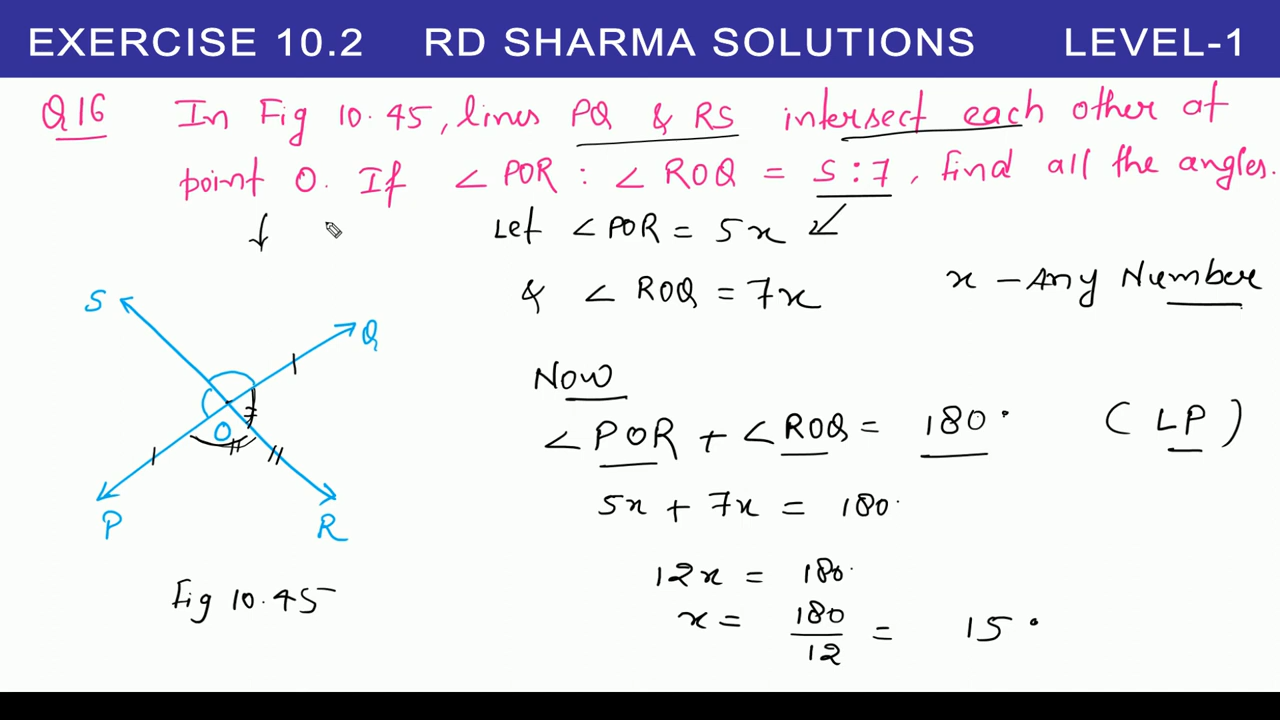 EXERCISE 10.2 RD SHARMA SOLUTIONS LEVEL-1
Q16 In Fig 10.45, lines PQ & RS intersect each other at
point O. If ∠POR : ∠ROQ = 5:7, find all the angles.
Let ∠POR = 5x
& ∠ROQ = 7x
x - Any Number
S
Q
O
P
R
Fig 10.45
Now
∠POR + ∠ROQ = 180° (LP)
5x + 7x = 180°
12x = 180°
x = 180/12 = 15°